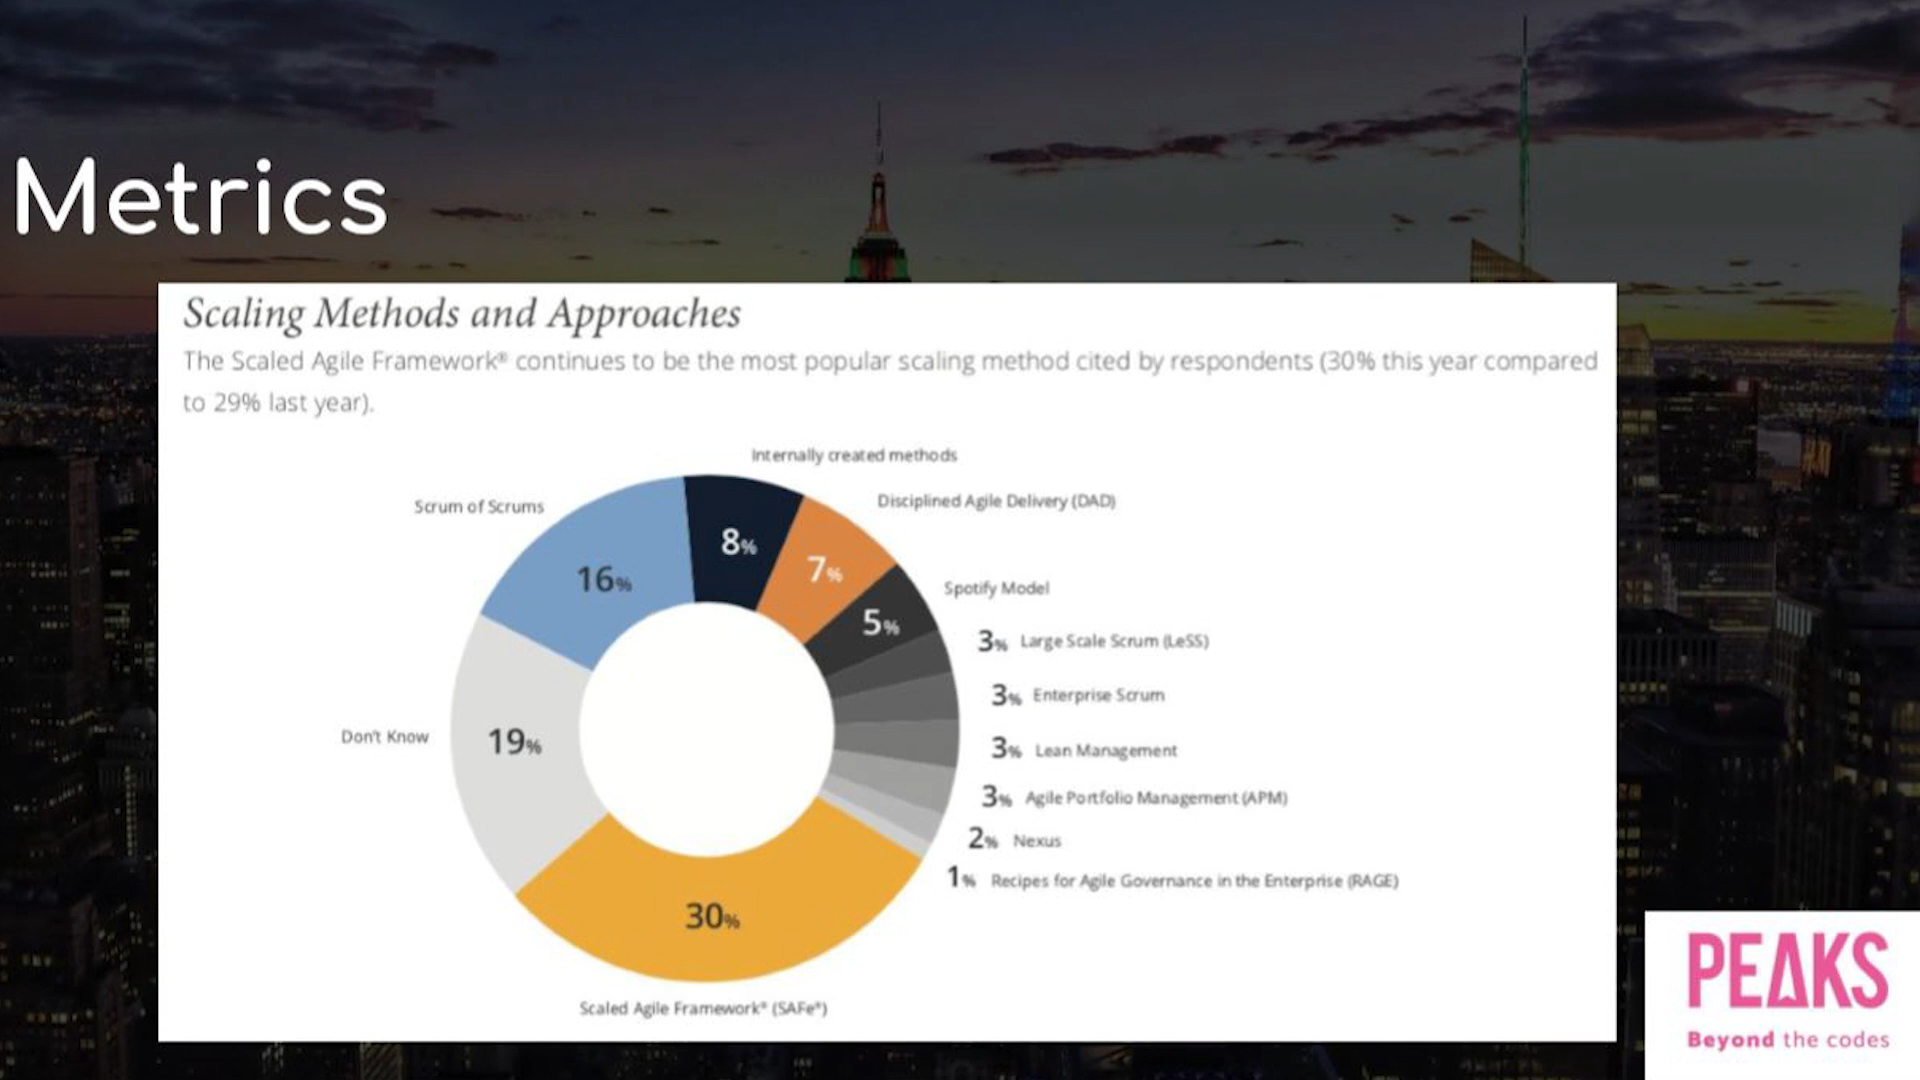 Metrics
Scaling Methods and Approaches
The Scaled Agile Framework® continues to be the most popular scaling method cited by respondents (30% this year compared
to 29% last year).
Internally created methods
Scrum of Scrums
Disciplined Agile Delivery (DAD)
8%
7%
16%
Spotify Model
5%
3% Large Scale Scrum (LeSS)
3% Enterprise Scrum
Don't Know
19%
3% Lean Management
3% Agile Portfolio Management (APM)
2% Nexus
1% Recipes for Agile Governance in the Enterprise (RAGE)
30%
Scaled Agile Framework® (SAFe®)
PEAKS
Beyond the codes